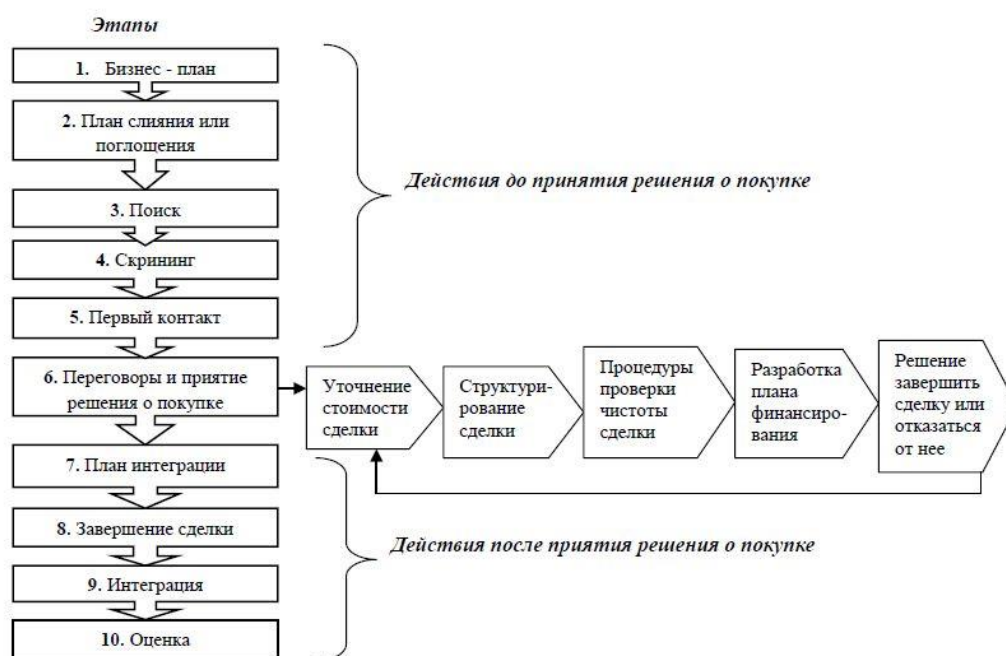 Этапы
1. Бизнес - план
2. План слияния или
поглощения
Действия до принятия решения о покупке
3. Поиск
4. Скрининг
5. Первый контакт
6. Переговоры и приятие
решения о покупке
Уточнение
стоимости
сделки
Структури-
рование
сделки
Процедуры
проверки
чистоты
сделки
Разработка
плана
финансиро-
вания
Решение
завершить
сделку или
отказаться
от нее
7. План интеграции
8. Завершение сделки
Действия после приятия решения о покупке
9. Интеграция
10. Оценка